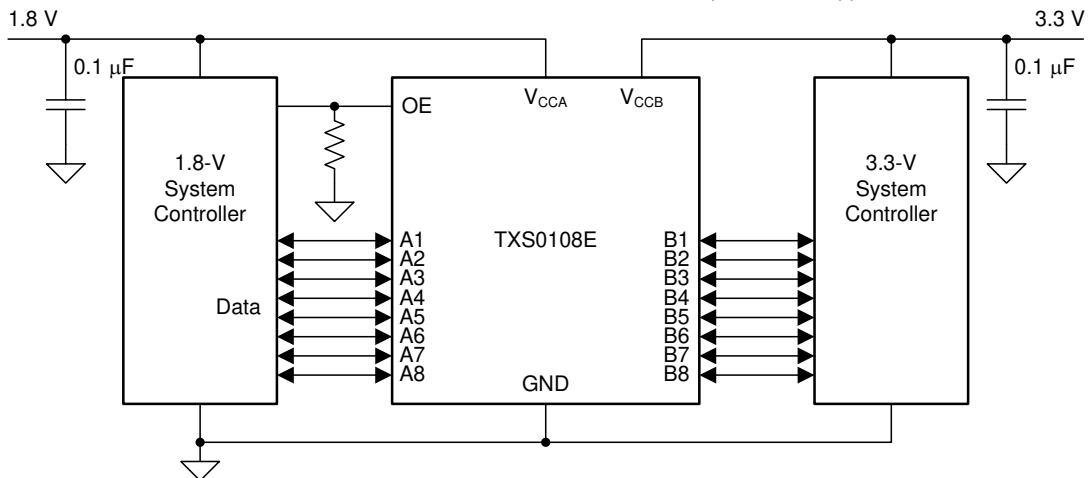 1.8 V
3.3 V
0.1 μF
0.1 μF
OE
V_CCA
V_CCB
1.8-V
System
Controller
3.3-V
System
Controller
TXS0108E
Data
A1
A2
A3
A4
A5
A6
A7
A8
B1
B2
B3
B4
B5
B6
B7
B8
GND